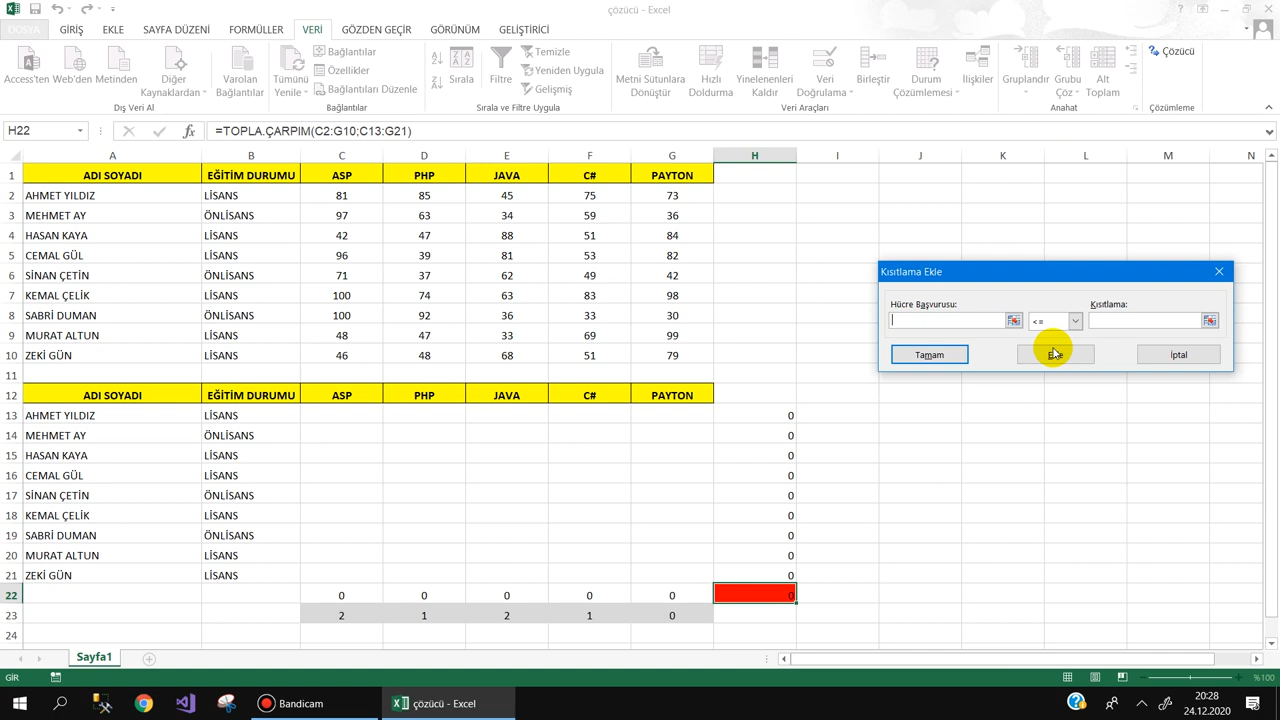 çözücü - Excel
DOSYA GİRİŞ EKLE SAYFA DÜZENİ FORMÜLLER VERİ GÖZDEN GEÇİR GÖRÜNÜM GELİŞTİRİCİ
Access'ten Web'den Metinden Diğer Kaynaklardan
Dış Veri Al
Varolan Bağlantılar
Tümünü Yenile
Bağlantılar
Özellikler
Bağlantıları Düzenle
Bağlantılar
Sırala
Filtre
Temizle
Yeniden Uygula
Gelişmiş
Sırala ve Filtre Uygula
Metni Sütunlara Dönüştür
Hızlı Doldurma
Yinelenenleri Kaldır
Veri Doğrulama
Birleştir
Durum Çözümlemesi
İlişkiler
Veri Araçları
Gruplandır
Grubu Çöz
Alt Toplam
Anahat
Çözücü
Çözümleme
H22 fx =TOPLA.ÇARPIM(C2:G10;C13:G21)
A B C D E F G H I J K L M N
1 ADI SOYADI EĞİTİM DURUMU ASP PHP JAVA C# PAYTON
2 AHMET YILDIZ LİSANS 81 85 45 75 73
3 MEHMET AY ÖNLİSANS 97 63 34 59 36
4 HASAN KAYA LİSANS 42 47 88 51 84
5 CEMAL GÜL LİSANS 96 39 81 53 82
6 SİNAN ÇETİN ÖNLİSANS 71 37 62 49 42
7 KEMAL ÇELİK LİSANS 100 74 63 83 98
8 SABRİ DUMAN ÖNLİSANS 100 92 36 33 30
9 MURAT ALTUN LİSANS 48 47 33 69 99
10 ZEKİ GÜN LİSANS 46 48 68 51 79
11
12 ADI SOYADI EĞİTİM DURUMU ASP PHP JAVA C# PAYTON
13 AHMET YILDIZ LİSANS 0
14 MEHMET AY ÖNLİSANS 0
15 HASAN KAYA LİSANS 0
16 CEMAL GÜL LİSANS 0
17 SİNAN ÇETİN ÖNLİSANS 0
18 KEMAL ÇELİK LİSANS 0
19 SABRİ DUMAN ÖNLİSANS 0
20 MURAT ALTUN LİSANS 0
21 ZEKİ GÜN LİSANS 0
22 0 0 0 0 0 0
23 2 1 2 1 0
24
Kısıtlama Ekle
Hücre Başvurusu: Kısıtlama:
<=
Tamam Ekle İptal
Sayfa1
GİR
%100
Bandicam
çözücü - Excel
20:28
24.12.2020